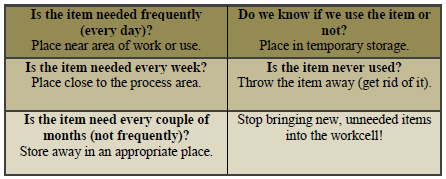 Is the item needed frequently
(every day)?
Place near area of work or use.
Do we know if we use the item or
not?
Place in temporary storage.
Is the item needed every week?
Place close to the process area.
Is the item never used?
Throw the item away (get rid of it).
Is the item need every couple of
months (not frequently)?
Store away in an appropriate place.
Stop bringing new, unneeded items
into the workcell!